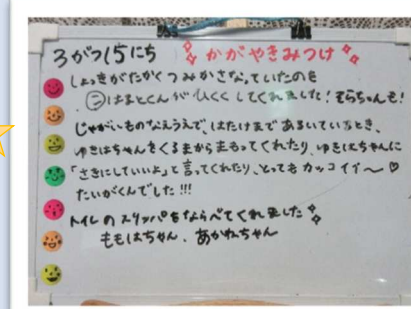 3がつ15にち かがやきみつけ
しょっきがたかくつみかさなっていたのを
はまとくんがひくくしてくれました!そらちゃんも!
じゃがいものなえうえで、はたけまであるいているとき、
ゆきはちゃんをくるまからまもってくれたり、ゆきはちゃんに
「さきにしていいよ」と言ってくれたり、とってもカッコイイ〜♡
たいがくんでした!!!
トイレのスリッパをならべてくれました
ももはちゃん、あかねちゃん